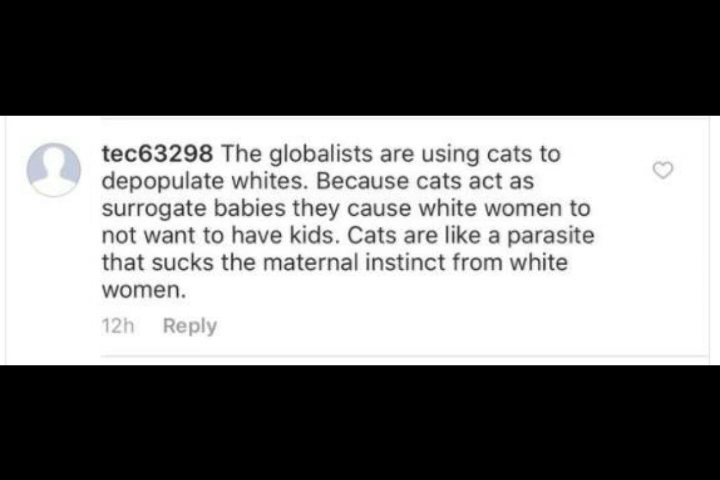 tec63298 The globalists are using cats to
depopulate whites. Because cats act as
surrogate babies they cause white women to
not want to have kids. Cats are like a parasite
that sucks the maternal instinct from white
women.
12h Reply